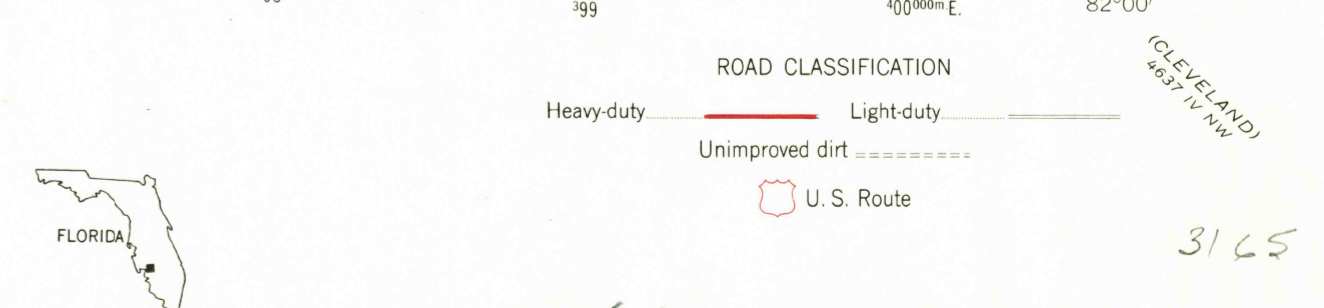 ³99 ⁴00⁰⁰⁰ᵐ·E. 82°00'
(CLEVELAND)
4637 IV NW
ROAD CLASSIFICATION
Heavy-duty Light-duty
Unimproved dirt
U. S. Route
FLORIDA
3165